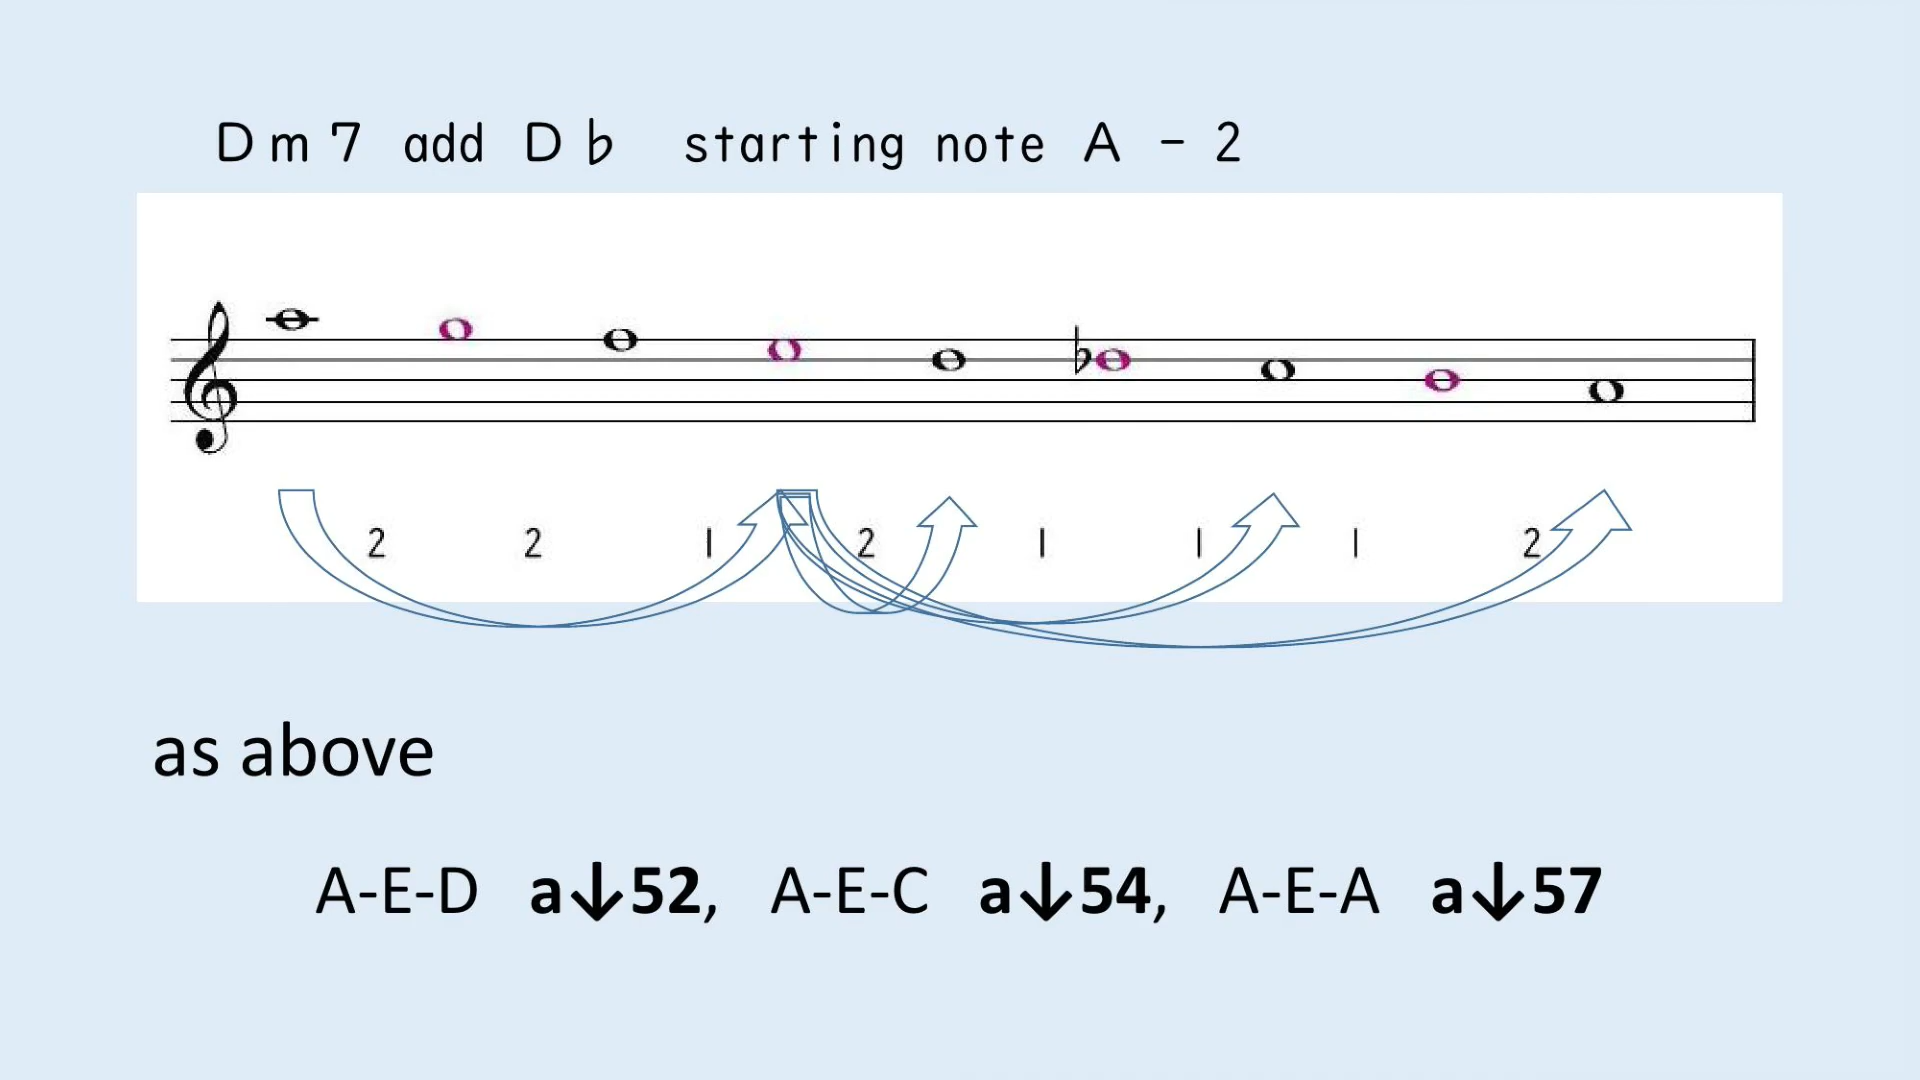 Dm7 add D♭ starting note A - 2
2 2 1 2 1 1 1 2
as above
A-E-D a↓52, A-E-C a↓54, A-E-A a↓57